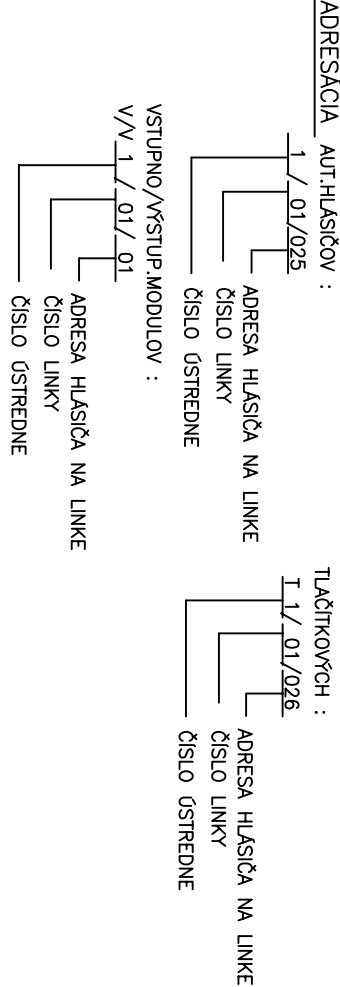 ADRESÁCIA AUT.HLÁSIČOV :
1 / 01/025
ADRESA HLÁSIČA NA LINKE
ČÍSLO LINKY
ČÍSLO ÚSTREDNE
TLAČÍTKOVÝCH :
T 1/ 01/026
ADRESA HLÁSIČA NA LINKE
ČÍSLO LINKY
ČÍSLO ÚSTREDNE
VSTUPNO/VÝSTUP.MODULOV :
V/V 1 / 01/ 01
ADRESA HLÁSIČA NA LINKE
ČÍSLO LINKY
ČÍSLO ÚSTREDNE